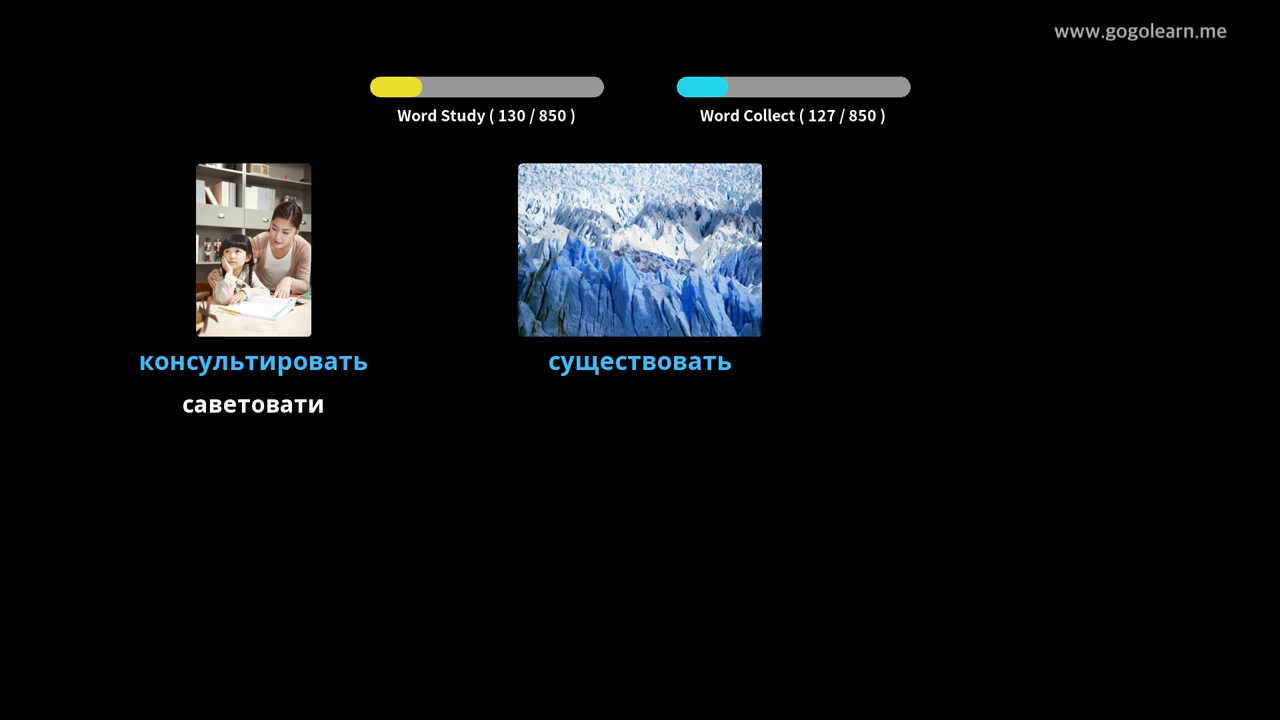 www.gogolearn.me
Word Study ( 130 / 850 )
Word Collect ( 127 / 850 )
консультировать
существовать
саветовати